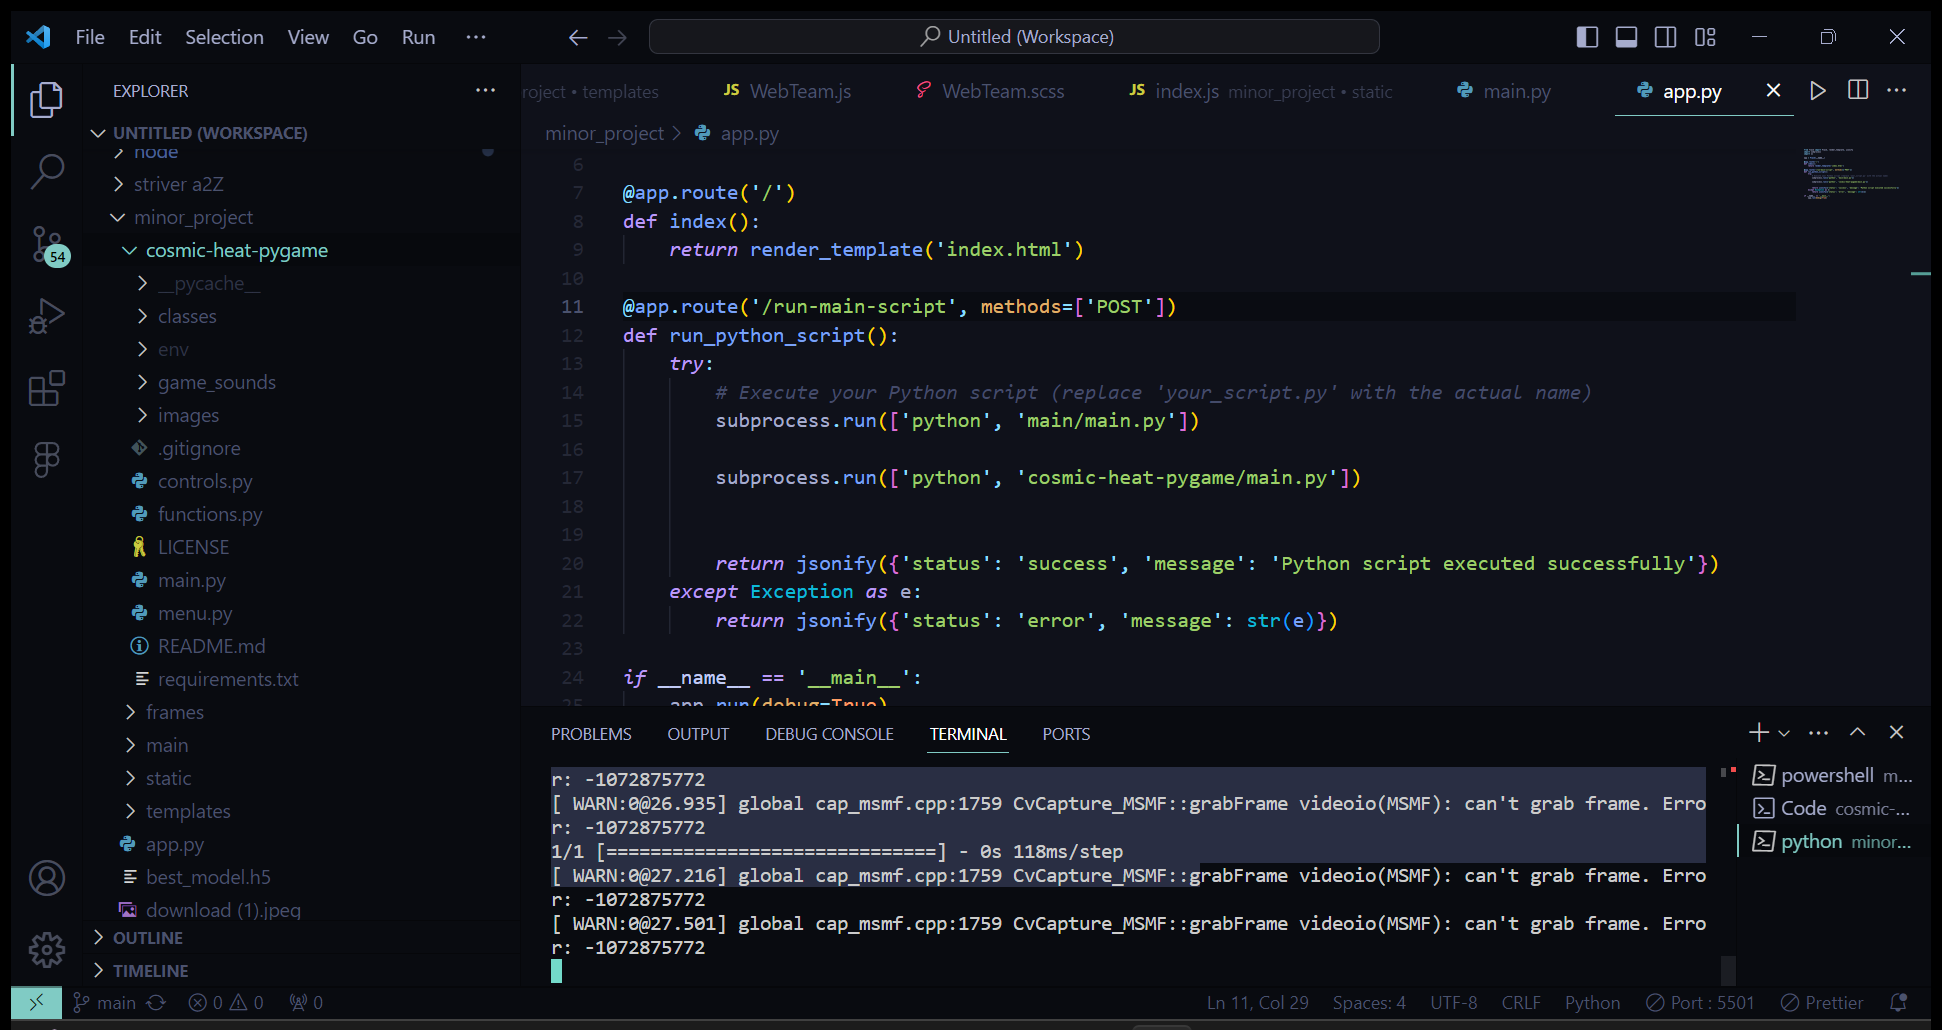 File Edit Selection View Go Run ···
Untitled (Workspace)
EXPLORER
roject • templates
WebTeam.js
WebTeam.scss
index.js minor_project • static
main.py
app.py
minor_project > app.py
UNTITLED (WORKSPACE)
node
striver a2Z
minor_project
cosmic-heat-pygame
__pycache__
classes
env
game_sounds
images
.gitignore
controls.py
functions.py
LICENSE
main.py
menu.py
README.md
requirements.txt
frames
main
static
templates
app.py
best_model.h5
download (1).jpeg
OUTLINE
TIMELINE
54
6
7 @app.route('/')
8 def index():
9 return render_template('index.html')
10
11 @app.route('/run-main-script', methods=['POST'])
12 def run_python_script():
13 try:
14 # Execute your Python script (replace 'your_script.py' with the actual name)
15 subprocess.run(['python', 'main/main.py'])
16
17 subprocess.run(['python', 'cosmic-heat-pygame/main.py'])
18
19
20 return jsonify({'status': 'success', 'message': 'Python script executed successfully'})
21 except Exception as e:
22 return jsonify({'status': 'error', 'message': str(e)})
23
24 if __name__ == '__main__':
25 app.run(debug=True)
PROBLEMS OUTPUT DEBUG CONSOLE TERMINAL PORTS
r: -1072875772
[ WARN:0@26.935] global cap_msmf.cpp:1759 CvCapture_MSMF::grabFrame videoio(MSMF): can't grab frame. Erro
r: -1072875772
1/1 [==============================] - 0s 118ms/step
[ WARN:0@27.216] global cap_msmf.cpp:1759 CvCapture_MSMF::grabFrame videoio(MSMF): can't grab frame. Erro
r: -1072875772
[ WARN:0@27.501] global cap_msmf.cpp:1759 CvCapture_MSMF::grabFrame videoio(MSMF): can't grab frame. Erro
r: -1072875772
powershell m...
Code cosmic-...
python minor...
main 0 0 0
Ln 11, Col 29 Spaces: 4 UTF-8 CRLF Python Port : 5501 Prettier